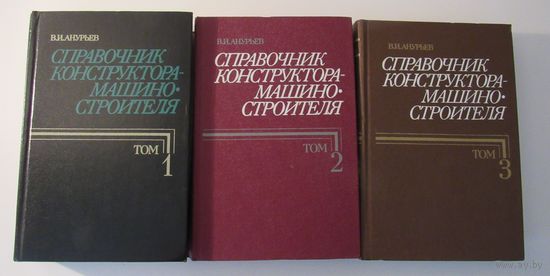 В.И.АНУРЬЕВ
СПРАВОЧНИК
КОНСТРУКТОРА-
МАШИНО•
СТРОИТЕЛЯ
ТОМ 1
В.И.АНУРЬЕВ
СПРАВОЧНИК
КОНСТРУКТОРА-
МАШИНО•
СТРОИТЕЛЯ
ТОМ 2
В.И.АНУРЬЕВ
СПРАВОЧНИК
КОНСТРУКТОРА-
МАШИНО•
СТРОИТЕЛЯ
ТОМ 3
www.ay.by